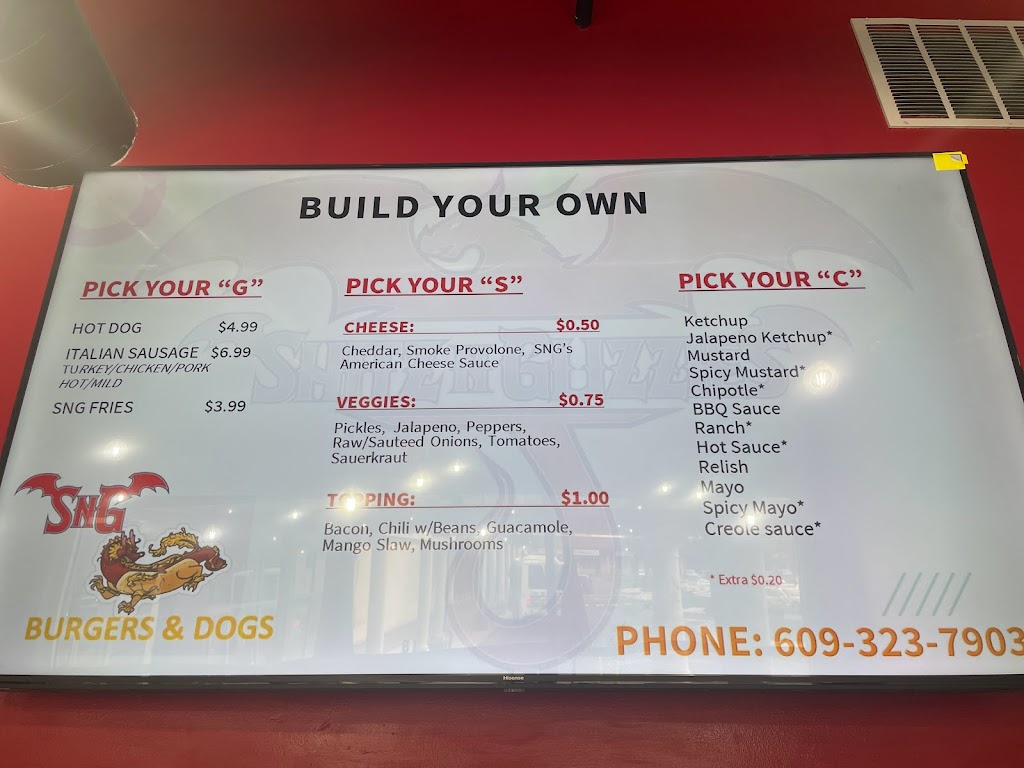 BUILD YOUR OWN
PICK YOUR “G”
HOT DOG $4.99
ITALIAN SAUSAGE $6.99
TURKEY/CHICKEN/PORK
HOT/MILD
SNG FRIES $3.99
PICK YOUR “S”
CHEESE: $0.50
Cheddar, Smoke Provolone, SNG’s
American Cheese Sauce
VEGGIES: $0.75
Pickles, Jalapeno, Peppers,
Raw/Sauteed Onions, Tomatoes,
Sauerkraut
TOPPING: $1.00
Bacon, Chili w/Beans, Guacamole,
Mango Slaw, Mushrooms
PICK YOUR “C”
Ketchup
Jalapeno Ketchup*
Mustard
Spicy Mustard*
Chipotle*
BBQ Sauce
Ranch*
Hot Sauce*
Relish
Mayo
Spicy Mayo*
Creole sauce*
* Extra $0.20
SNG
BURGERS & DOGS
PHONE: 609-323-7903
Hisense